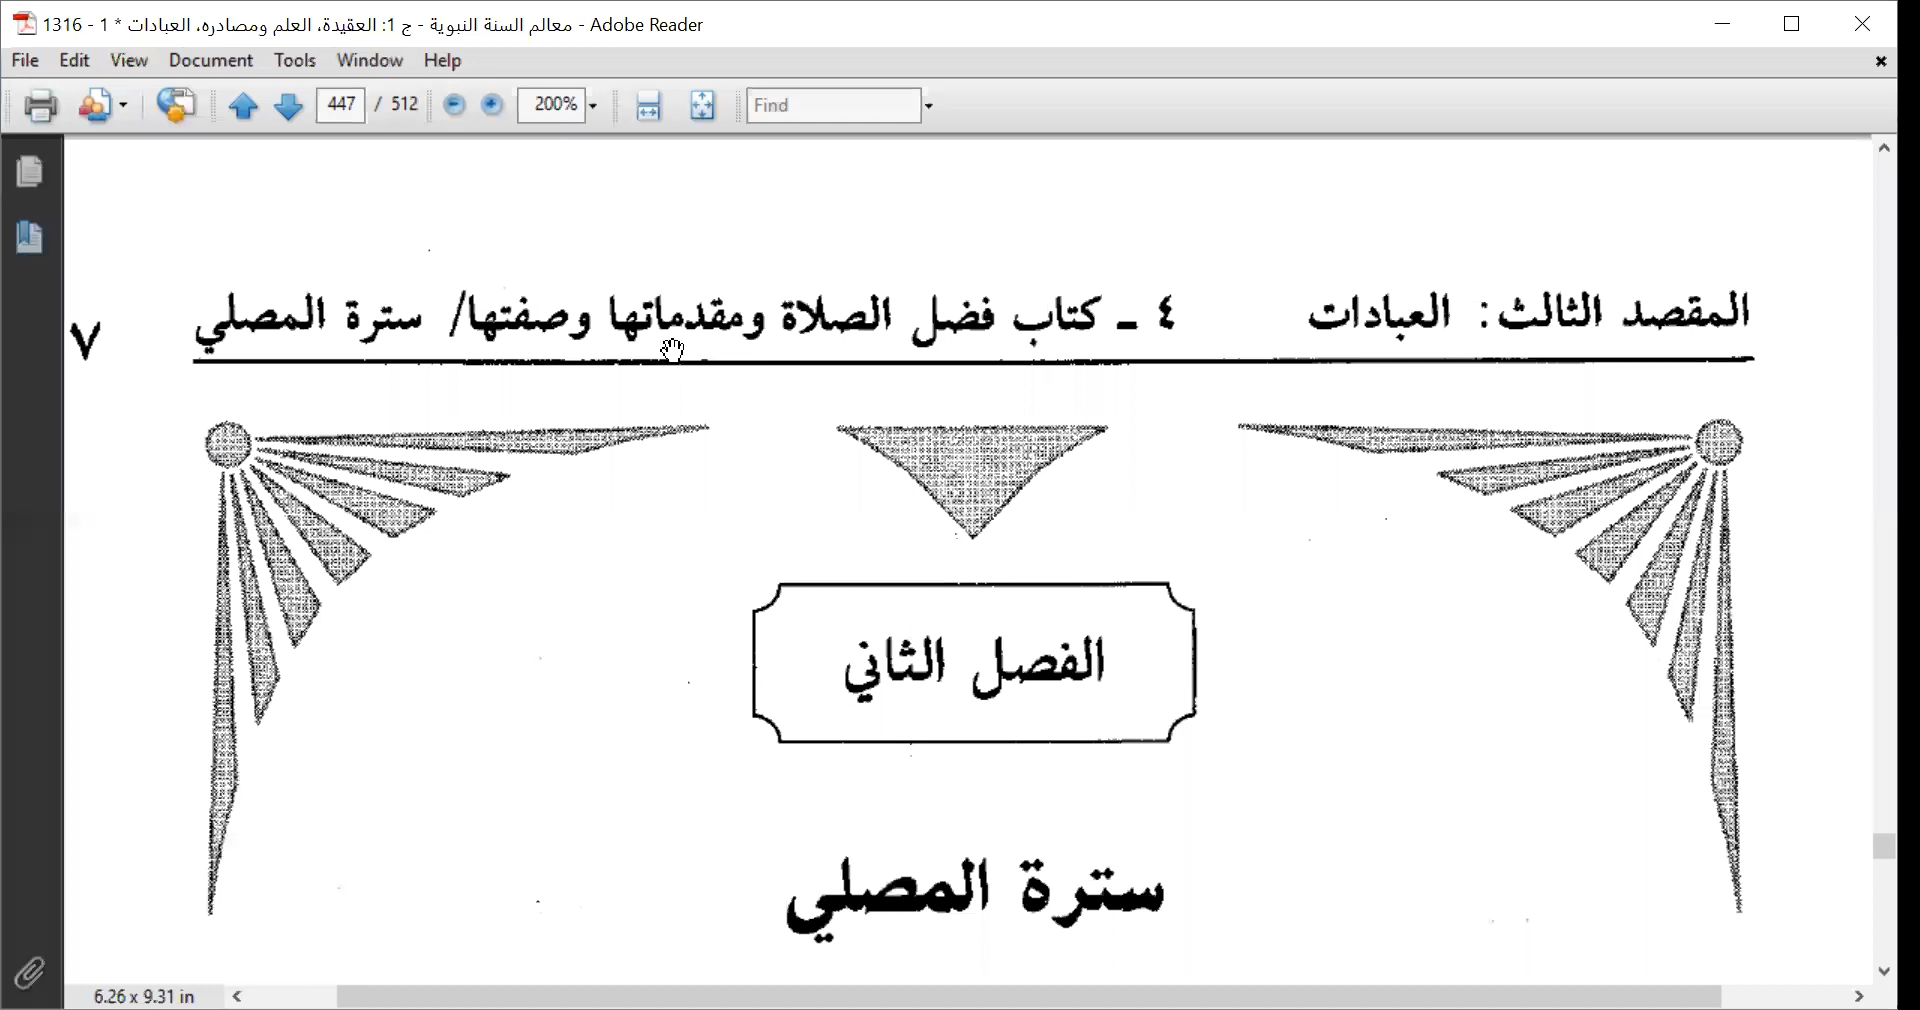 معالم السنة النبوية - ج 1: العقيدة، العلم ومصادره، العبادات * 1 - 1316 - Adobe Reader
File Edit View Document Tools Window Help
447 / 512 200% Find
المقصد الثالث: العبادات ٤ ـ كتاب فضل الصلاة ومقدماتها وصفتها/ سترة المصلي ٧
الفصل الثاني
سترة المصلي
6.26 x 9.31 in